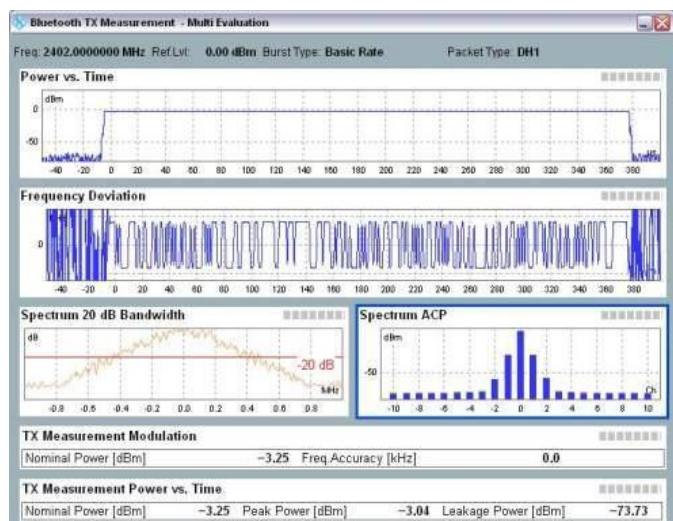 Bluetooth TX Measurement - Multi Evaluation
Freq: 2402.0000000 MHz Ref.Lvl: 0.00 dBm Burst Type: Basic Rate Packet Type: DH1
Power vs. Time
dBm
0
-50
µs
-40 -20 0 20 40 60 80 100 120 140 160 180 200 220 240 260 280 300 320 340 360 380
Frequency Deviation
0
-40 -20 0 20 40 60 80 100 120 140 160 180 200 220 240 260 280 300 320 340 360 380
Spectrum 20 dB Bandwidth
dB
-20 dB
MHz
-0.8 -0.6 -0.4 -0.2 0.0 0.2 0.4 0.6 0.8
Spectrum ACP
dBm
-50
Ch
-10 -8 -6 -4 -2 0 2 4 6 8 10
TX Measurement Modulation
Nominal Power [dBm] -3.25 Freq.Accuracy [kHz] 0.0
TX Measurement Power vs. Time
Nominal Power [dBm] -3.25 Peak Power [dBm] -3.04 Leakage Power [dBm] -73.73